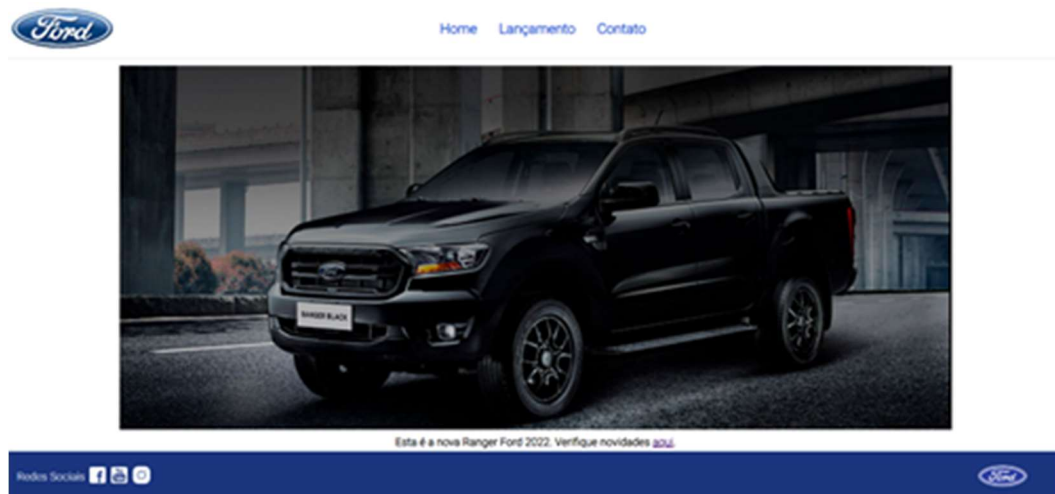 Ford
Home Lançamento Contato
RANGER BLACK
Esta é a nova Ranger Ford 2022. Verifique novidades aqui.
Redes Sociais
Ford